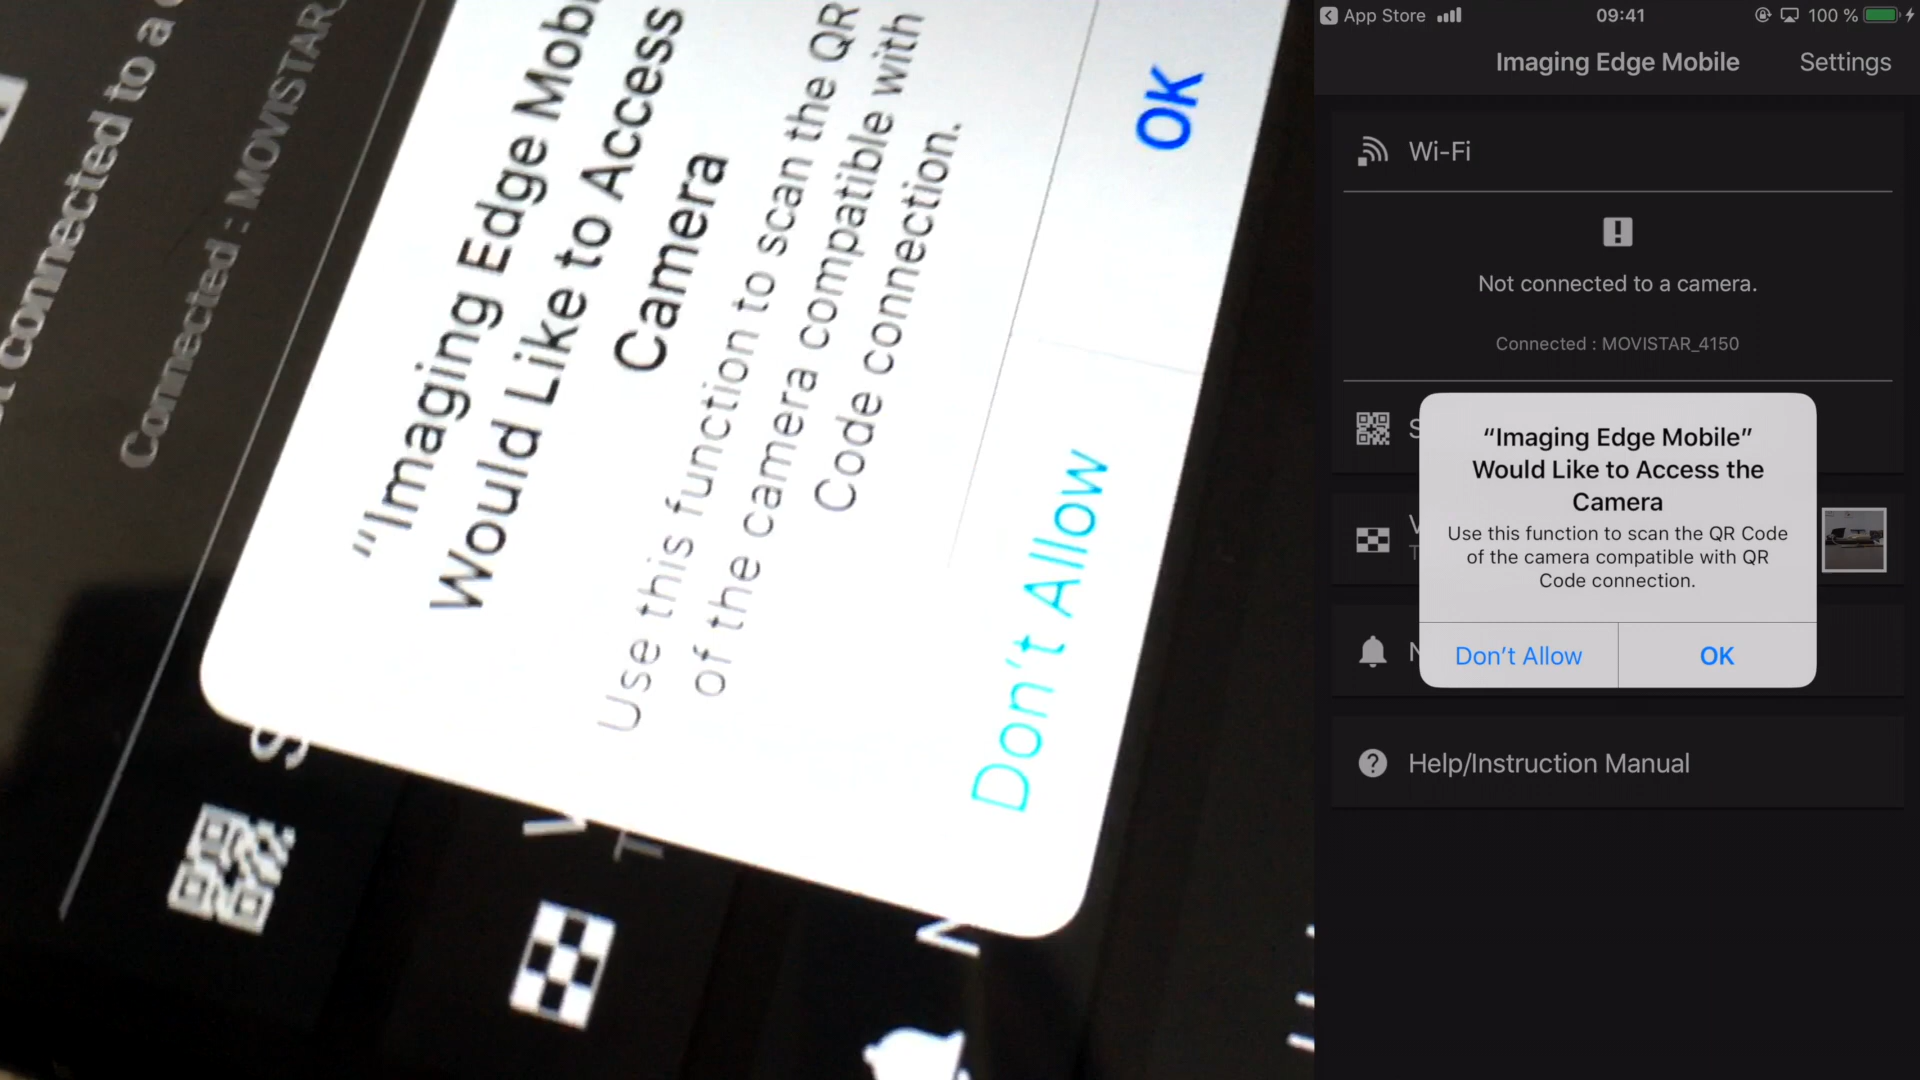 connected to a
Connected : MOVISTAR_
"Imaging Edge Mobi
Would Like to Access
Camera
Use this function to scan the QR
of the camera compatible with
Code connection.
Don't Allow
OK
S
V
T
N
App Store
09:41
100 %
Imaging Edge Mobile
Settings
Wi-Fi
Not connected to a camera.
Connected : MOVISTAR_4150
S
V
T
N
“Imaging Edge Mobile”
Would Like to Access the
Camera
Use this function to scan the QR Code
of the camera compatible with QR
Code connection.
Don’t Allow
OK
Help/Instruction Manual